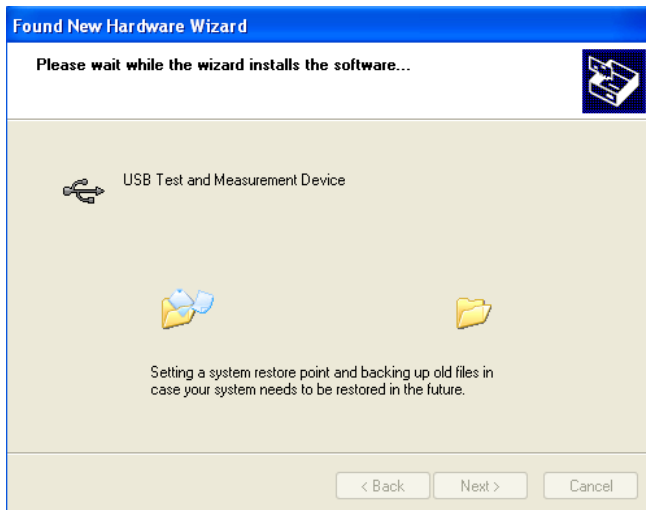 Found New Hardware Wizard
Please wait while the wizard installs the software...
USB Test and Measurement Device
Setting a system restore point and backing up old files in
case your system needs to be restored in the future.
< Back
Next >
Cancel